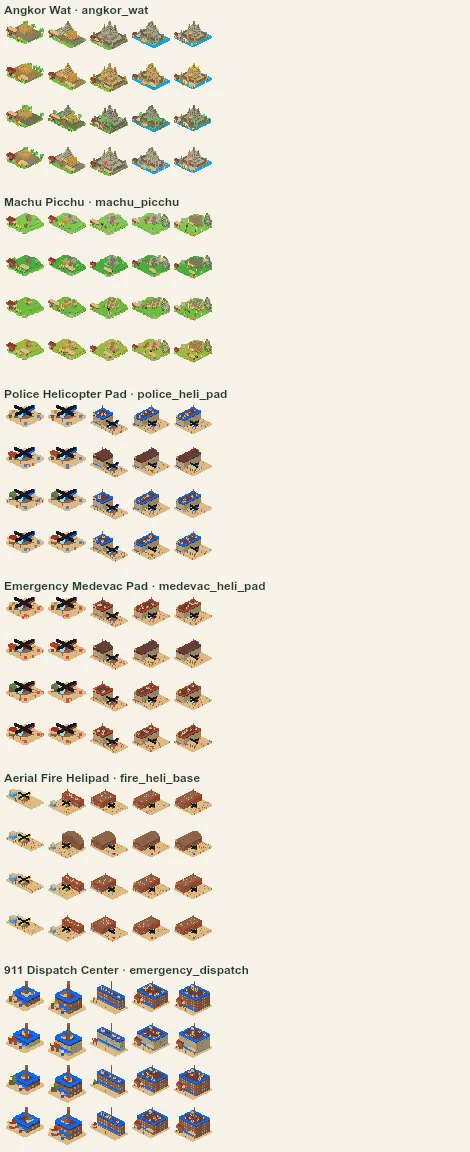 Angkor Wat · angkor_wat
Machu Picchu · machu_picchu
Police Helicopter Pad · police_heli_pad
Emergency Medevac Pad · medevac_heli_pad
Aerial Fire Helipad · fire_heli_base
911 Dispatch Center · emergency_dispatch